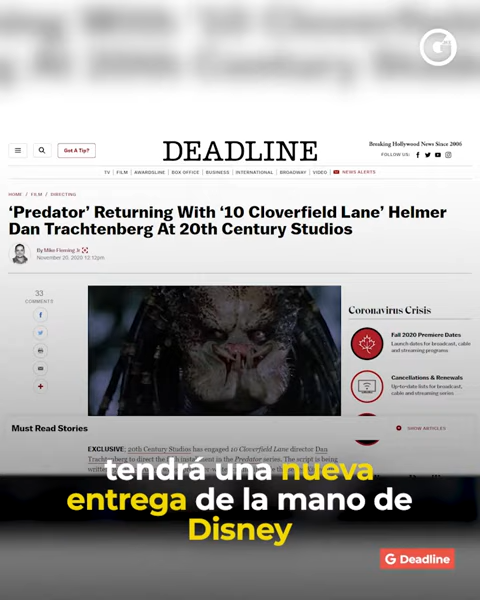 DEADLINE
Got A Tip?
Breaking Hollywood News Since 2006
FOLLOW US:
TV | FILM | AWARDSLINE | BOX OFFICE | BUSINESS | INTERNATIONAL | BROADWAY | VIDEO | NEWS ALERTS
HOME / FILM / DIRECTING
‘Predator’ Returning With ‘10 Cloverfield Lane’ Helmer
Dan Trachtenberg At 20th Century Studios
By Mike Fleming Jr
November 20, 2020 12:12pm
33
COMMENTS
Coronavirus Crisis
Fall 2020 Premiere Dates
Launch dates for broadcast, cable
and streaming programs
Cancellations & Renewals
Up-to-date lists for broadcast,
cable and streaming series
Must Read Stories
SHOW ARTICLES
EXCLUSIVE: 20th Century Studios has engaged 10 Cloverfield Lane director Dan
Trachtenberg to direct the
in the Predator series. The script is being
tendrá una nueva
entrega de la mano de
Disney
G Deadline